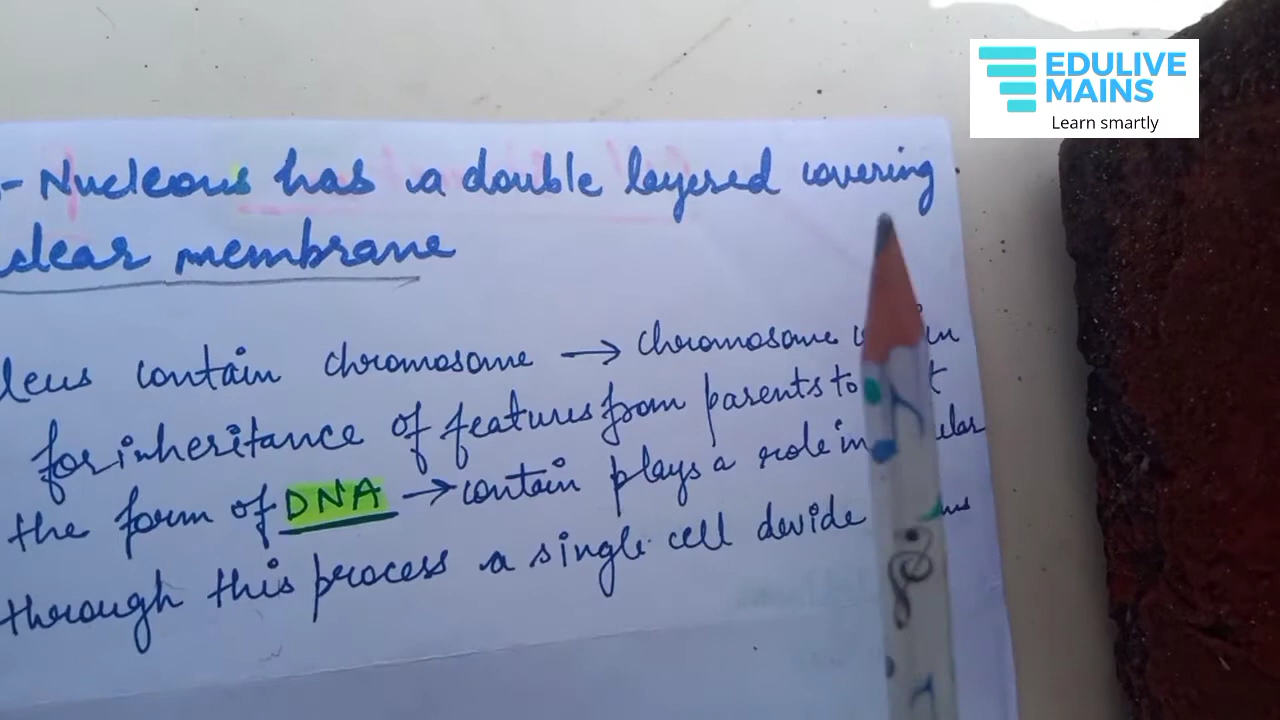 EDULIVE
MAINS
Learn smartly
- Nucleous has a double layered covering
clear membrane
leus contain chromosome → chromosome
for inheritance of features from parents to
the form of DNA → contain plays a role in
through this process a single cell devide